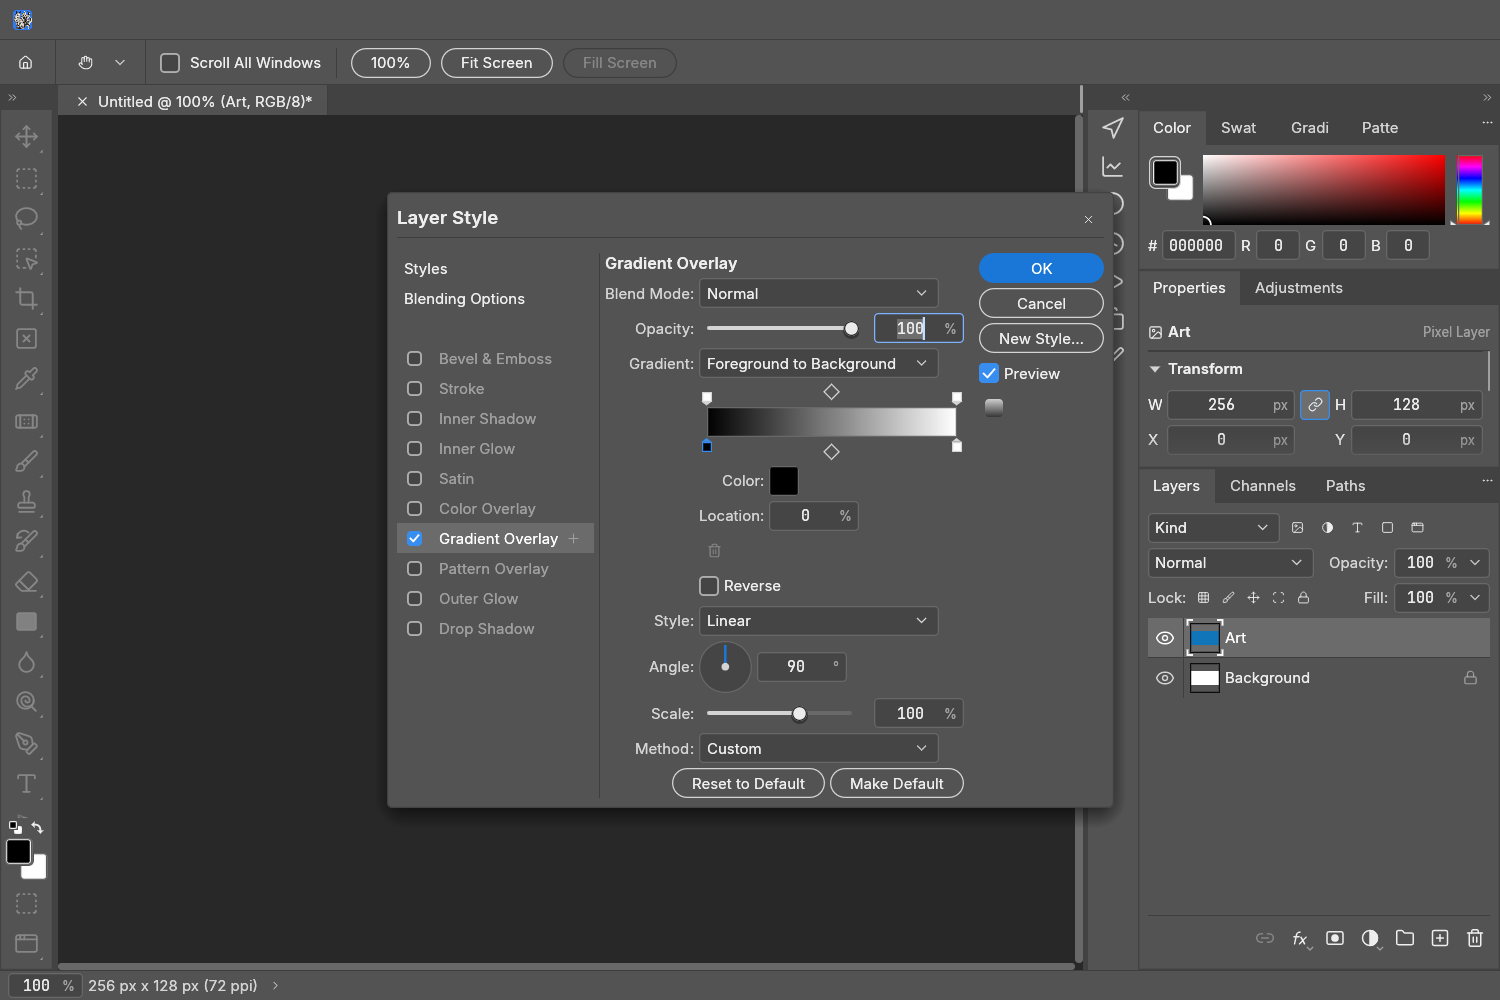 Scroll All Windows 100% Fit Screen Fill Screen
Untitled @ 100% (Art, RGB/8)*
Layer Style
Styles
Blending Options
Bevel & Emboss
Stroke
Inner Shadow
Inner Glow
Satin
Color Overlay
Gradient Overlay
Pattern Overlay
Outer Glow
Drop Shadow
Gradient Overlay
Blend Mode: Normal
Opacity: 100 %
Gradient: Foreground to Background
Color:
Location: 0 %
Reverse
Style: Linear
Angle: 90 °
Scale: 100 %
Method: Custom
Reset to Default Make Default
OK
Cancel
New Style...
Preview
Color Swat Gradi Patte
# 000000 R 0 G 0 B 0
Properties Adjustments
Art Pixel Layer
Transform
W 256 px H 128 px
X 0 px Y 0 px
Layers Channels Paths
Kind
Normal Opacity: 100 %
Lock: Fill: 100 %
Art
Background
fx
100 % 256 px x 128 px (72 ppi)